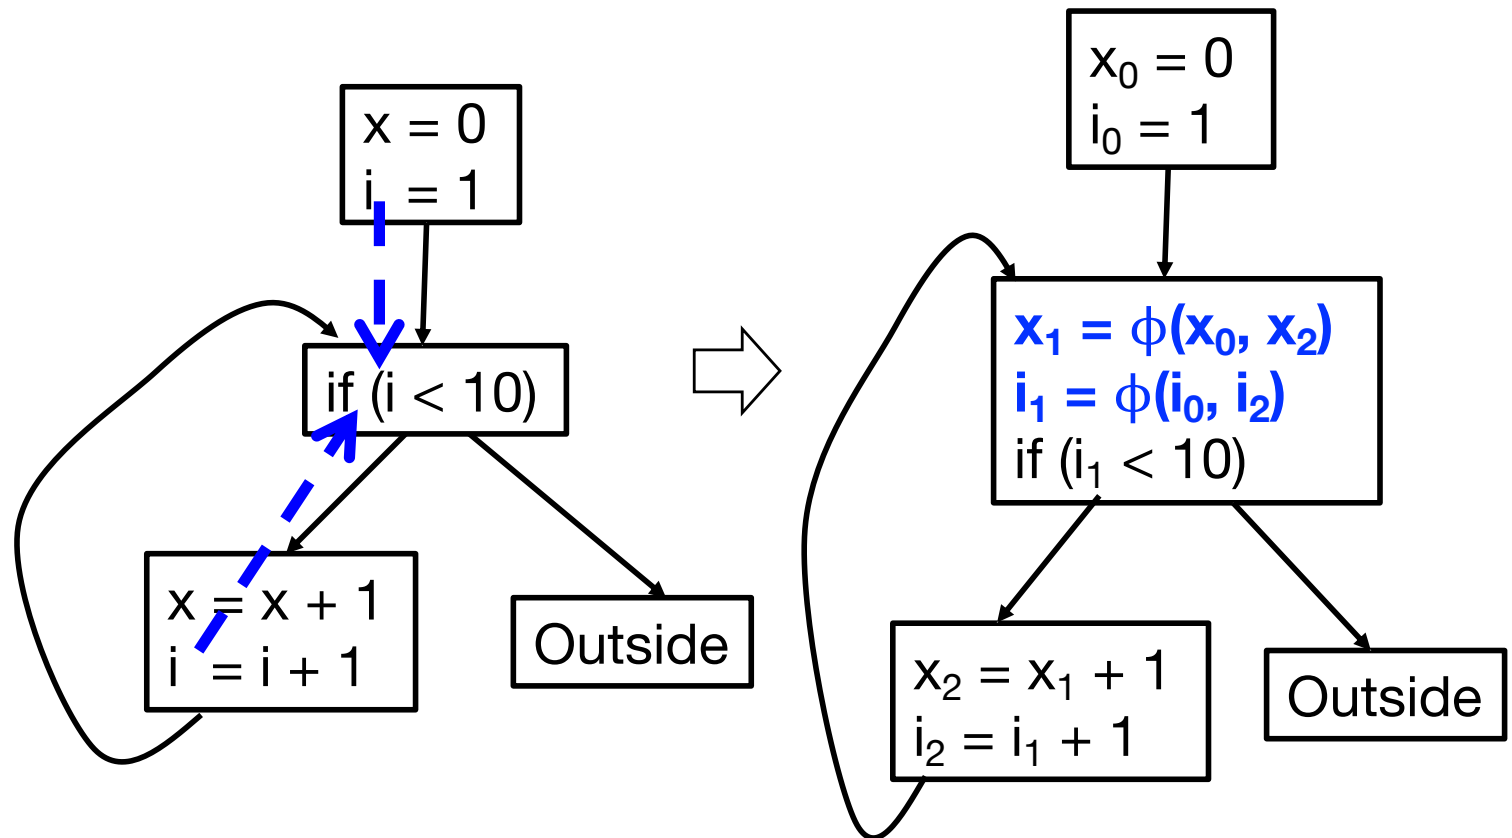 x = 0
i = 1
if (i < 10)
x = x + 1
i = i + 1
Outside
x₀ = 0
i₀ = 1
x₁ = ϕ(x₀, x₂)
i₁ = ϕ(i₀, i₂)
if (i₁ < 10)
x₂ = x₁ + 1
i₂ = i₁ + 1
Outside